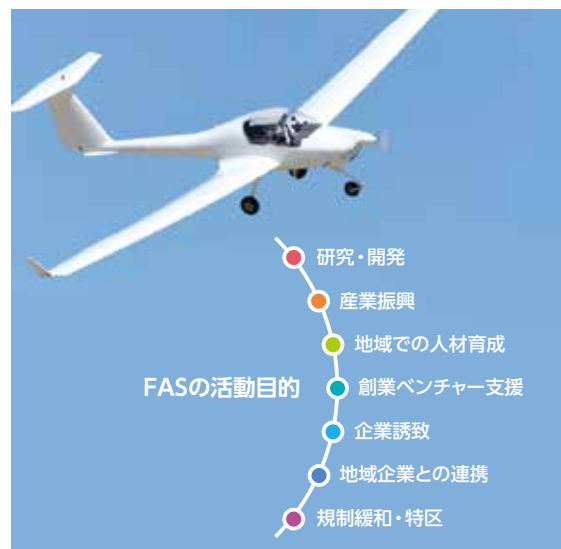 研究・開発
産業振興
地域での人材育成
FASの活動目的
創業ベンチャー支援
企業誘致
地域企業との連携
規制緩和・特区